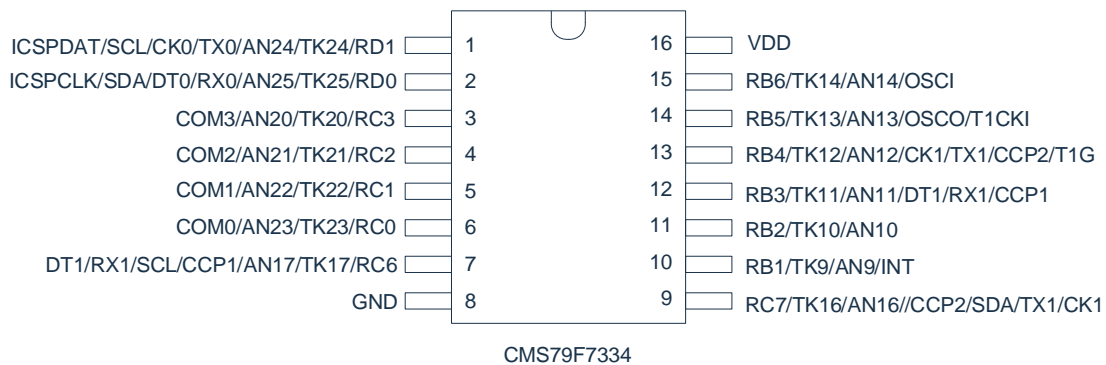 ICSPDAT/SCL/CK0/TX0/AN24/TK24/RD1 1 16 VDD
ICSPCLK/SDA/DT0/RX0/AN25/TK25/RD0 2 15 RB6/TK14/AN14/OSCI
COM3/AN20/TK20/RC3 3 14 RB5/TK13/AN13/OSCO/T1CKI
COM2/AN21/TK21/RC2 4 13 RB4/TK12/AN12/CK1/TX1/CCP2/T1G
COM1/AN22/TK22/RC1 5 12 RB3/TK11/AN11/DT1/RX1/CCP1
COM0/AN23/TK23/RC0 6 11 RB2/TK10/AN10
DT1/RX1/SCL/CCP1/AN17/TK17/RC6 7 10 RB1/TK9/AN9/INT
GND 8 9 RC7/TK16/AN16//CCP2/SDA/TX1/CK1
CMS79F7334